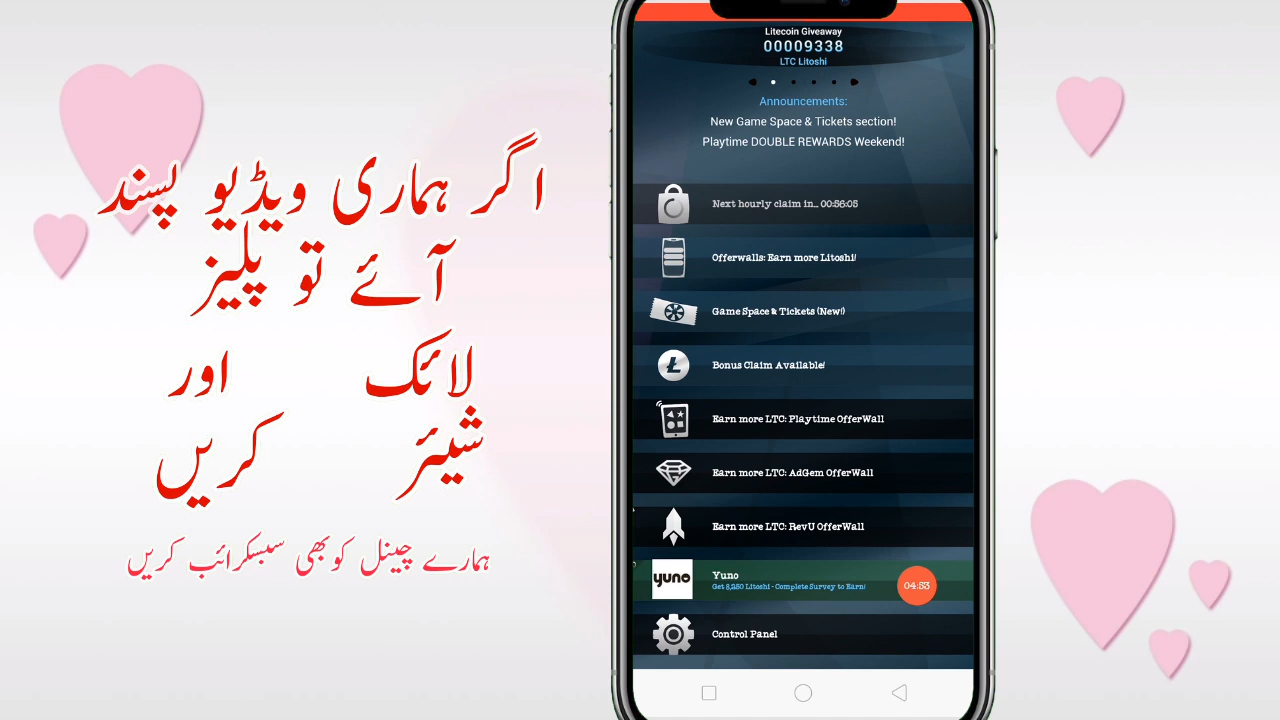 اگر ہماری ویڈیو پسند
آئے تو پلیز
لائک اور
شیئر کریں
ہمارے چینل کو بھی سبسکرائب کریں
Litecoin Giveaway
00009338
LTC Litoshi
Announcements:
New Game Space & Tickets section!
Playtime DOUBLE REWARDS Weekend!
Next hourly claim in... 00:56:05
Offerwalls: Earn more Litoshi!
Game Space & Tickets (New!)
Bonus Claim Available!
Earn more LTC: Playtime OfferWall
Earn more LTC: AdGem OfferWall
Earn more LTC: RevU OfferWall
yuno
Yuno
Get 5,250 Litoshi - Complete Survey to Earn!
04:53
Control Panel